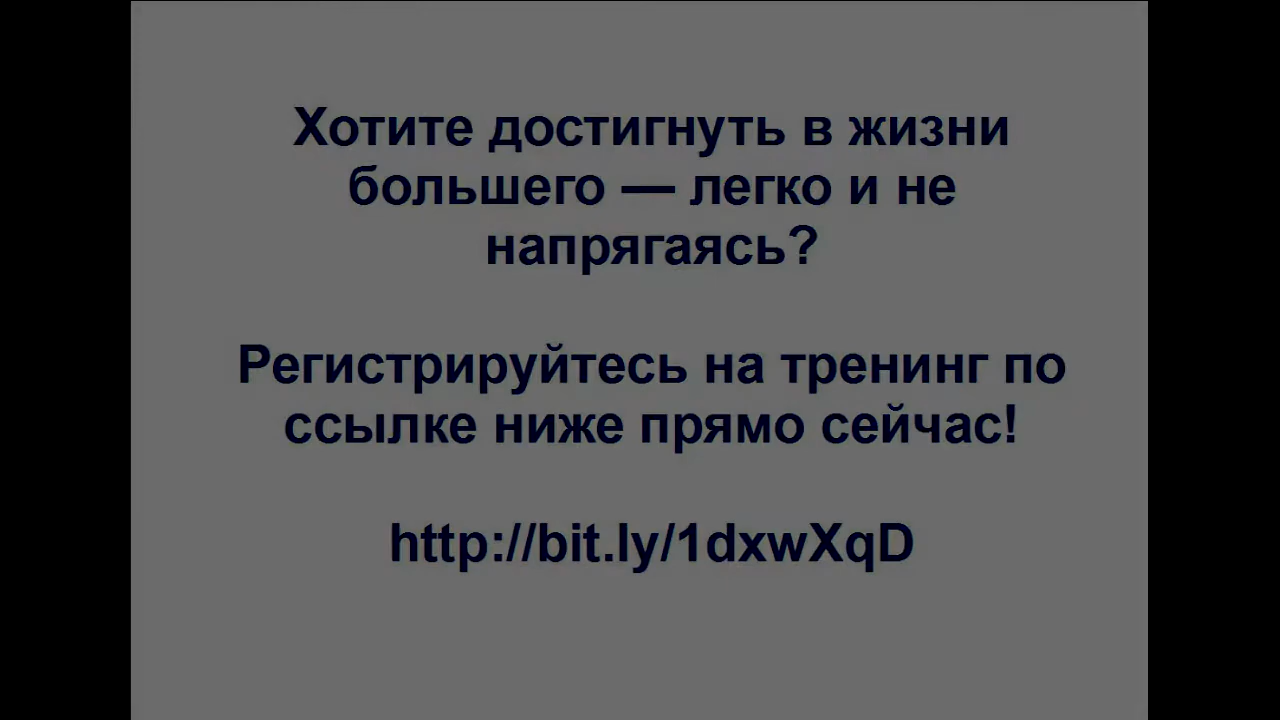 Хотите достигнуть в жизни
большего — легко и не
напрягаясь?
Регистрируйтесь на тренинг по
ссылке ниже прямо сейчас!
http://bit.ly/1dxwXqD